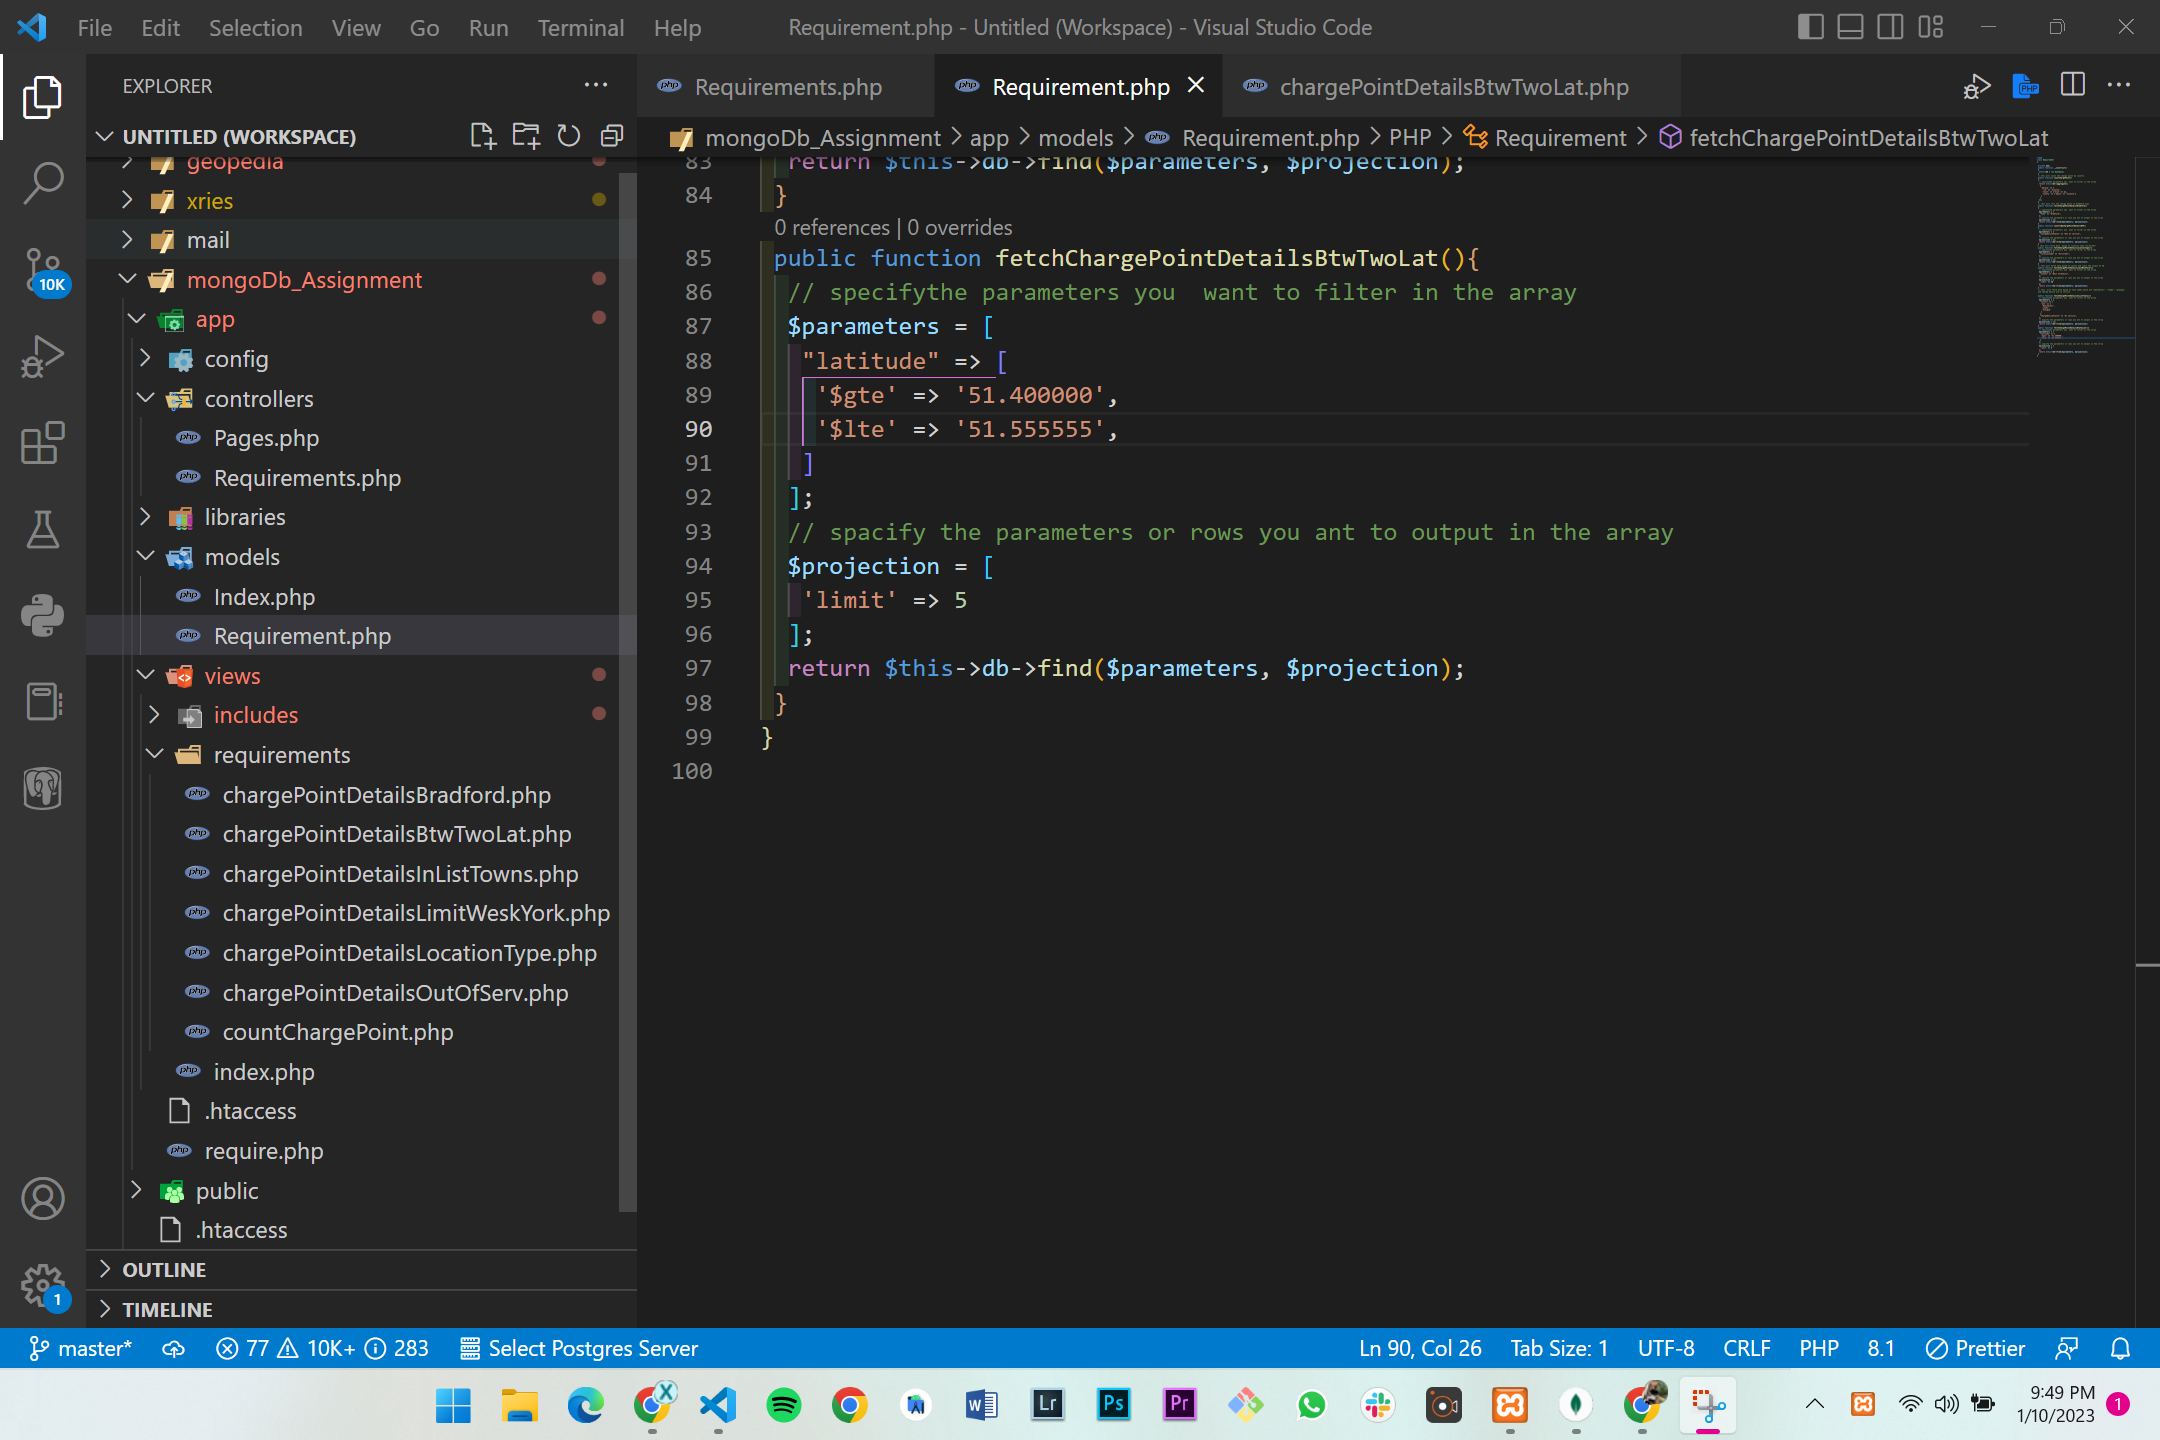 File Edit Selection View Go Run Terminal Help
Requirement.php - Untitled (Workspace) - Visual Studio Code
EXPLORER
UNTITLED (WORKSPACE)
geopedia
xries
mail
mongoDb_Assignment
app
config
controllers
Pages.php
Requirements.php
libraries
models
Index.php
Requirement.php
views
includes
requirements
chargePointDetailsBradford.php
chargePointDetailsBtwTwoLat.php
chargePointDetailsInListTowns.php
chargePointDetailsLimitWeskYork.php
chargePointDetailsLocationType.php
chargePointDetailsOutOfServ.php
countChargePoint.php
index.php
.htaccess
require.php
public
.htaccess
OUTLINE
TIMELINE
10K
1
Requirements.php
Requirement.php
chargePointDetailsBtwTwoLat.php
mongoDb_Assignment > app > models > Requirement.php > PHP > Requirement > fetchChargePointDetailsBtwTwoLat
83 return $this->db->find($parameters, $projection);
84 }
0 references | 0 overrides
85 public function fetchChargePointDetailsBtwTwoLat(){
86 // specifythe parameters you  want to filter in the array
87 $parameters = [
88 "latitude" => [
89 '$gte' => '51.400000',
90 '$lte' => '51.555555',
91 ]
92 ];
93 // spacify the parameters or rows you ant to output in the array
94 $projection = [
95 'limit' => 5
96 ];
97 return $this->db->find($parameters, $projection);
98 }
99 }
100
master* 77 10K+ 283 Select Postgres Server
Ln 90, Col 26 Tab Size: 1 UTF-8 CRLF PHP 8.1 Prettier
9:49 PM
1/10/2023
1